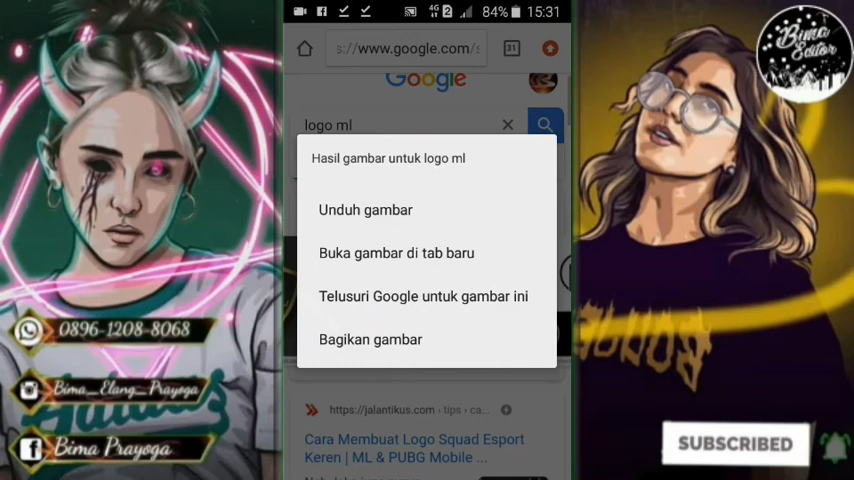 84% 15:31
s://www.google.com/s
31
Google
logo ml
Hasil gambar untuk logo ml
Unduh gambar
Buka gambar di tab baru
Telusuri Google untuk gambar ini
Bagikan gambar
https://jalantikus.com › tips › ca...
Cara Membuat Logo Squad Esport
Keren | ML & PUBG Mobile ...
0896-1208-8068
Bima_Elang_Prayoga
Bima Prayoga
Bima
Editor
SUBSCRIBED